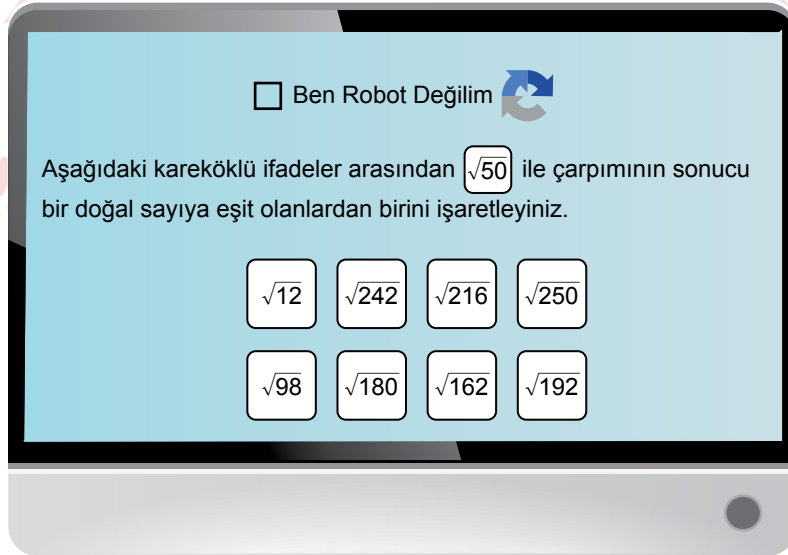 Ben Robot Değilim
Aşağıdaki kareköklü ifadeler arasından √50 ile çarpımının sonucu
bir doğal sayıya eşit olanlardan birini işaretleyiniz.
√12 √242 √216 √250
√98 √180 √162 √192